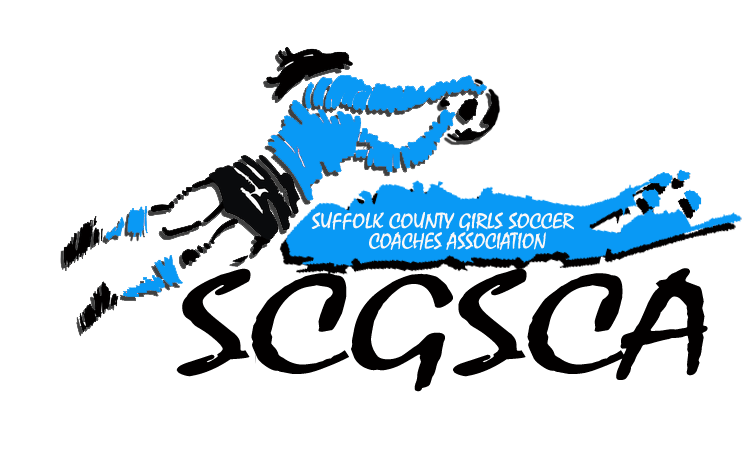 SUFFOLK COUNTY GIRLS SOCCER
COACHES ASSOCIATION
SCGSCA